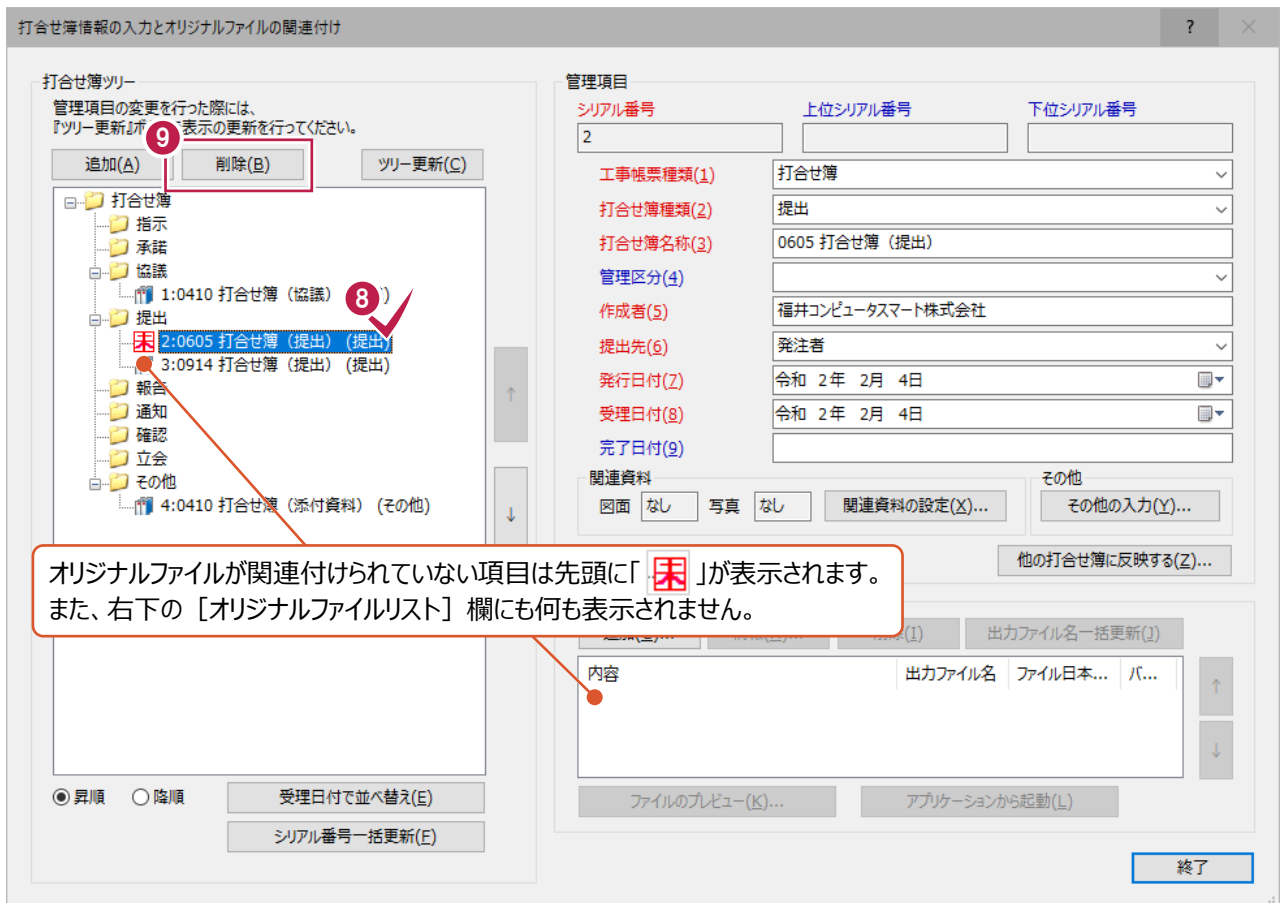 打合せ簿情報の入力とオリジナルファイルの関連付け
?
打合せ簿ツリー
管理項目の変更を行った際には、
『ツリー更新』ボ 表示の更新を行ってください。
9
追加(A)
削除(B)
ツリー更新(C)
打合せ簿
指示
承諾
協議
1:0410 打合せ簿（協議）
8
提出
未 2:0605 打合せ簿（提出） (提出)
3:0914 打合せ簿（提出） (提出)
報告
通知
確認
立会
その他
4:0410 打合せ簿（添付資料） (その他)
↑
↓
昇順
降順
受理日付で並べ替え(E)
シリアル番号一括更新(F)
管理項目
シリアル番号
上位シリアル番号
下位シリアル番号
2
工事帳票種類(1) 打合せ簿
打合せ簿種類(2) 提出
打合せ簿名称(3) 0605 打合せ簿（提出）
管理区分(4)
作成者(5) 福井コンピュータスマート株式会社
提出先(6) 発注者
発行日付(7) 令和 2年 2月 4日
受理日付(8) 令和 2年 2月 4日
完了日付(9)
関連資料
図面 なし 写真 なし 関連資料の設定(X)...
その他
その他の入力(Y)...
他の打合せ簿に反映する(Z)...
オリジナルファイルが関連付けられていない項目は先頭に「 未 」が表示されます。
また、右下の［オリジナルファイルリスト］欄にも何も表示されません。
出力ファイル名一括更新(J)
内容
出力ファイル名
ファイル日本...
バ...
↑
↓
ファイルのプレビュー(K)...
アプリケーションから起動(L)
終了